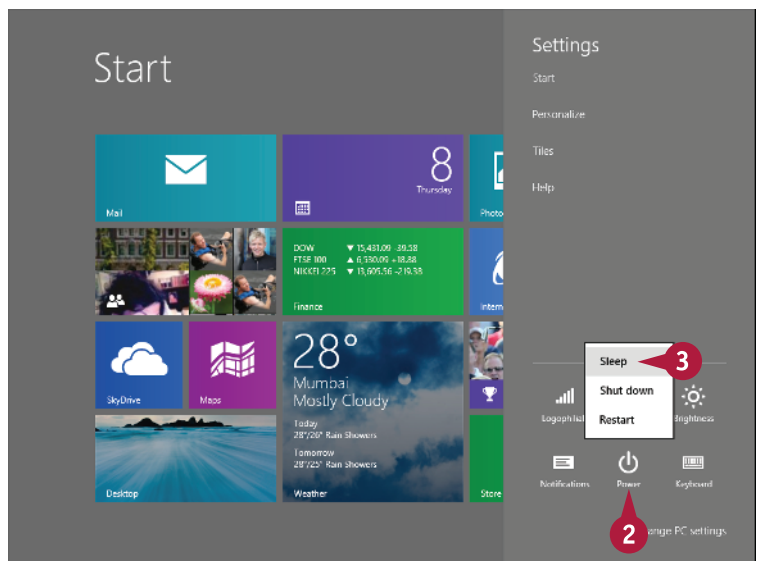 Start
Mail
8
Thursday
Photo
DOW ▼ 15,431.09 -39.58
FTSE 100 ▲ 6,530.09 +18.88
NIKKEI 225 ▼ 13,605.56 -219.38
Finance
Intern
SkyDrive
Maps
28°
Mumbai
Mostly Cloudy
Today
28°/26° Rain Showers
Tomorrow
28°/25° Rain Showers
Weather
Desktop
Store
Settings
Start
Personalize
Tiles
Help
Sleep
3
Shut down
Restart
Brightness
Notifications
Power
Keyboard
2
ange PC settings